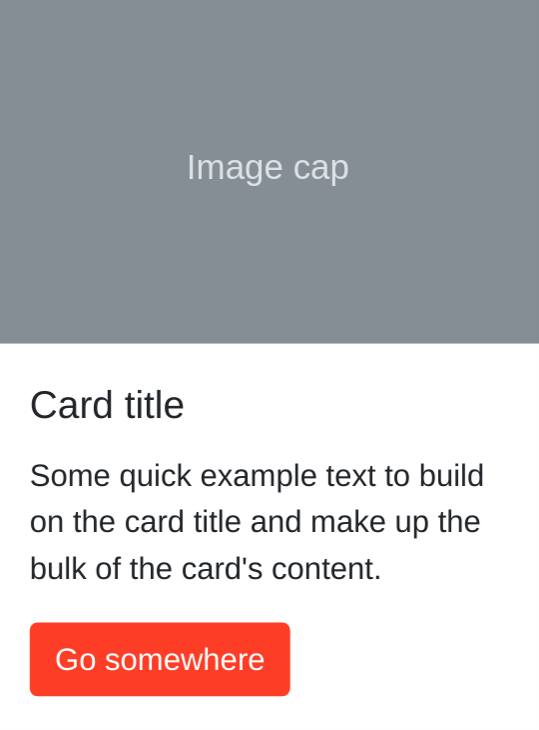 Image cap
Card title
Some quick example text to build
on the card title and make up the
bulk of the card's content.
Go somewhere